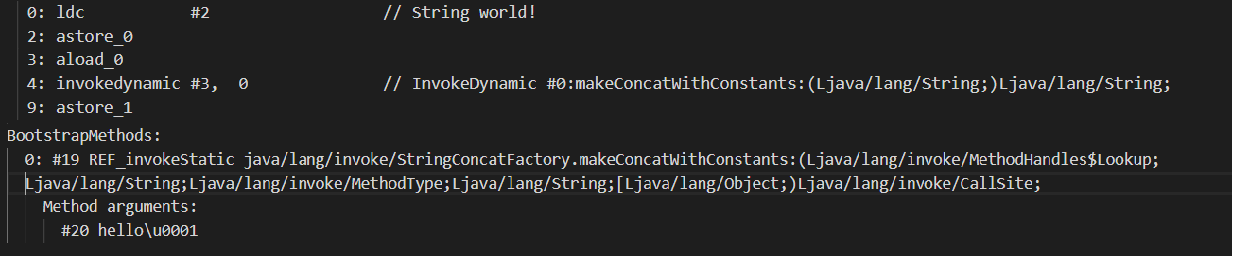 0: ldc #2 // String world!
2: astore_0
3: aload_0
4: invokedynamic #3, 0 // InvokeDynamic #0:makeConcatWithConstants:(Ljava/lang/String;)Ljava/lang/String;
9: astore_1
BootstrapMethods:
0: #19 REF_invokeStatic java/lang/invoke/StringConcatFactory.makeConcatWithConstants:(Ljava/lang/invoke/MethodHandles$Lookup;
Ljava/lang/String;Ljava/lang/invoke/MethodType;Ljava/lang/String;[Ljava/lang/Object;)Ljava/lang/invoke/CallSite;
Method arguments:
#20 hello\u0001